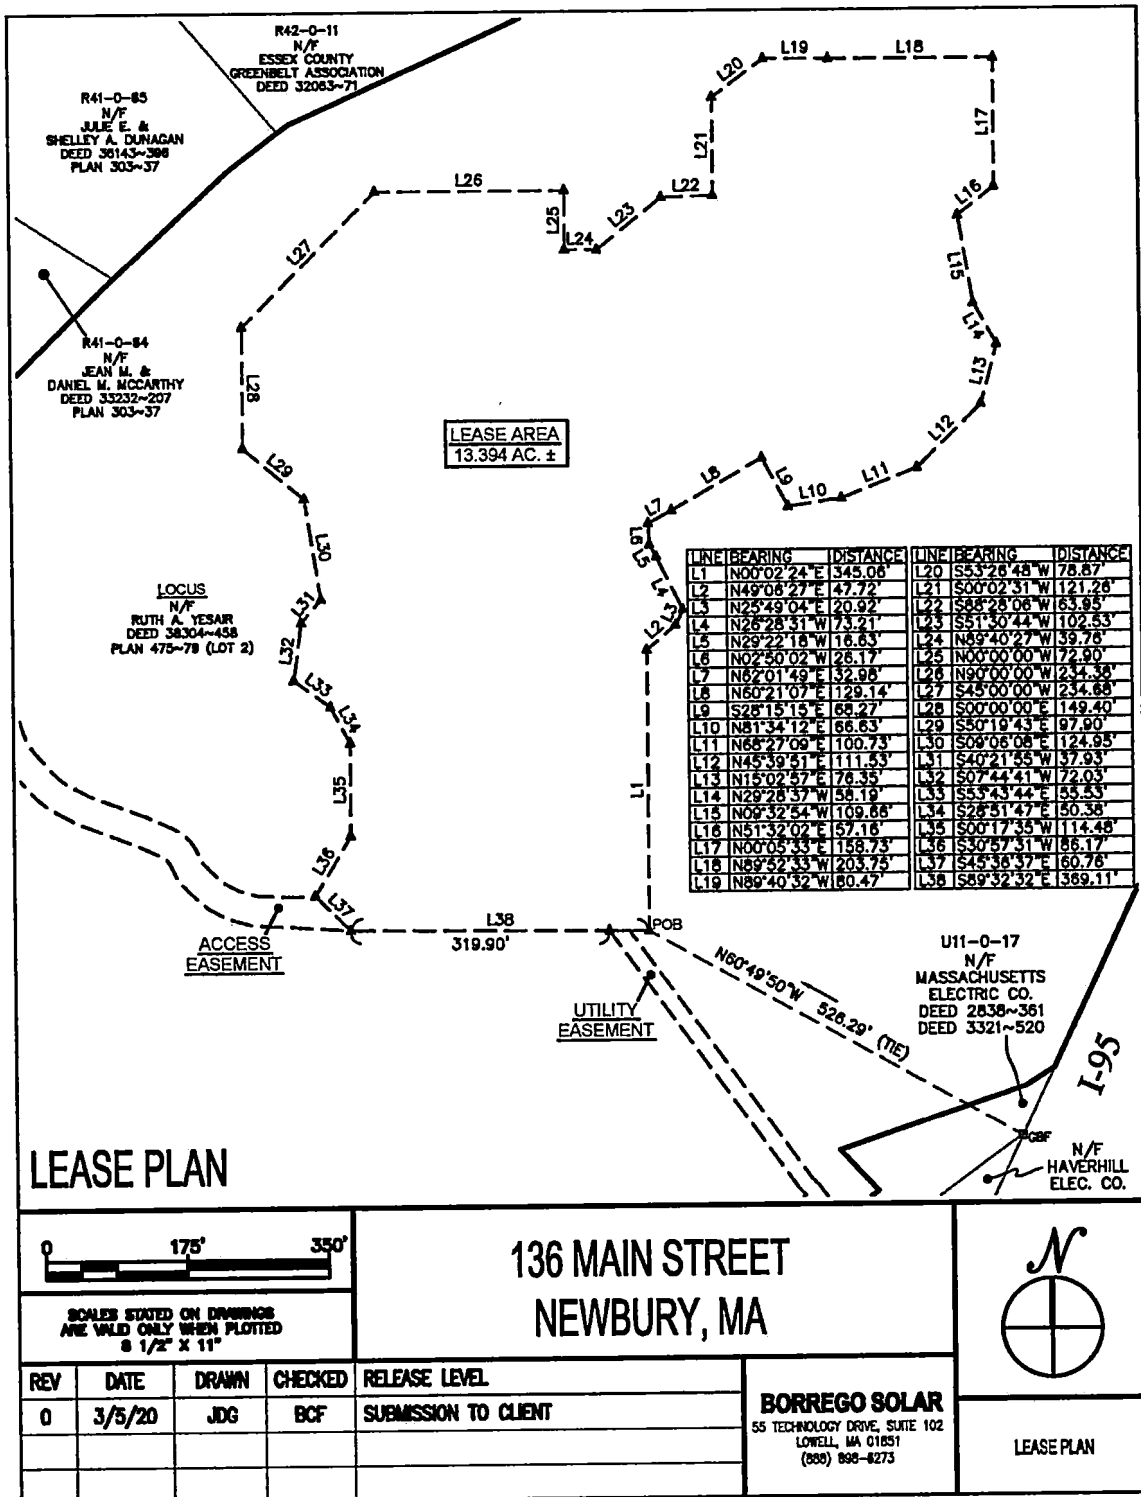 R42-0-11
N/F
ESSEX COUNTY
GREENBELT ASSOCIATION
DEED 32063~71
R41-0-65
N/F
JULIE E. &
SHELLEY A. DUNAGAN
DEED 36143~396
PLAN 303~37
R41-0-64
N/F
JEAN M. &
DANIEL M. MCCARTHY
DEED 33232~207
PLAN 303~37
L20
L19
L18
L21
L17
L22
L16
L26
L25
L24
L23
L27
L15
L14
L13
L28
L12
L29
L11
L10
L9
L8
L7
L6
L5
L4
L3
L2
L30
L31
L32
L33
L34
L35
L1
L36
L37
LEASE AREA
13.394 AC. ±
LOCUS
N/F
RUTH A. YESAIR
DEED 38304~458
PLAN 475~79 (LOT 2)
LINE BEARING DISTANCE
L1 N00°02'24"E 345.06'
L2 N49°06'27"E 47.72'
L3 N25°49'04"E 20.92'
L4 N26°28'31"W 73.21'
L5 N29°22'18"W 16.63'
L6 N02°50'02"W 26.17'
L7 N62°01'49"E 32.98'
L8 N60°21'07"E 129.14'
L9 S28°15'15"E 68.27'
L10 N81°34'12"E 66.63'
L11 N68°27'09"E 100.73'
L12 N45°39'51"E 111.53'
L13 N15°02'57"E 76.35'
L14 N29°28'37"W 58.19'
L15 N09°32'54"W 109.66'
L16 N51°32'02"E 57.16'
L17 N00°05'33"E 158.73'
L18 N89°52'33"W 203.75'
L19 N89°40'32"W 80.47'
LINE BEARING DISTANCE
L20 S53°26'48"W 78.87'
L21 S00°02'31"W 121.26'
L22 S88°28'06"W 63.95'
L23 S51°30'44"W 102.53'
L24 N89°40'27"W 39.76'
L25 N00°00'00"W 72.90'
L26 N90°00'00"W 234.38'
L27 S45°00'00"W 234.68'
L28 S00°00'00"E 149.40'
L29 S50°19'43"E 97.90'
L30 S09°06'08"E 124.95'
L31 S40°21'55"W 37.93'
L32 S07°44'41"W 72.03'
L33 S53°43'44"E 55.53'
L34 S28°51'47"E 50.36'
L35 S00°17'35"W 114.48'
L36 S30°57'31"W 86.17'
L37 S45°36'37"E 60.76'
L38 S89°32'32"E 369.11'
L38
319.90'
POB
ACCESS
EASEMENT
UTILITY
EASEMENT
N60°49'50"W 526.29' (TIE)
U11-0-17
N/F
MASSACHUSETTS
ELECTRIC CO.
DEED 2838~361
DEED 3321~520
I-95
GBF
N/F
HAVERHILL
ELEC. CO.
LEASE PLAN
0 175' 350'
SCALES STATED ON DRAWINGS
ARE VALID ONLY WHEN PLOTTED
8 1/2" X 11"
136 MAIN STREET
NEWBURY, MA
N
REV DATE DRAWN CHECKED RELEASE LEVEL
0 3/5/20 JDG BCF SUBMISSION TO CLIENT
BORREGO SOLAR
55 TECHNOLOGY DRIVE, SUITE 102
LOWELL, MA 01851
(888) 898-6273
LEASE PLAN